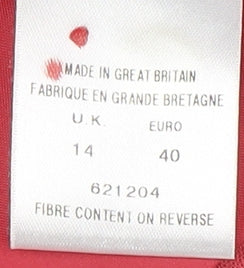 MADE IN GREAT BRITAIN
FABRIQUE EN GRANDE BRETAGNE
U.K. EURO
14 40
621204
FIBRE CONTENT ON REVERSE